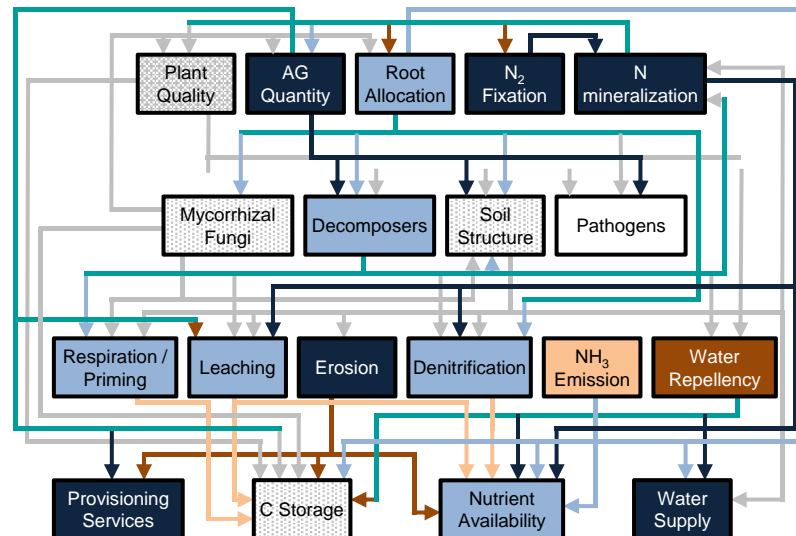 Plant
Quality
AG
Quantity
Root
Allocation
N2
Fixation
N
mineralization
Mycorrhizal
Fungi
Decomposers
Soil
Structure
Pathogens
Respiration /
Priming
Leaching
Erosion
Denitrification
NH3
Emission
Water
Repellency
Provisioning
Services
C Storage
Nutrient
Availability
Water
Supply